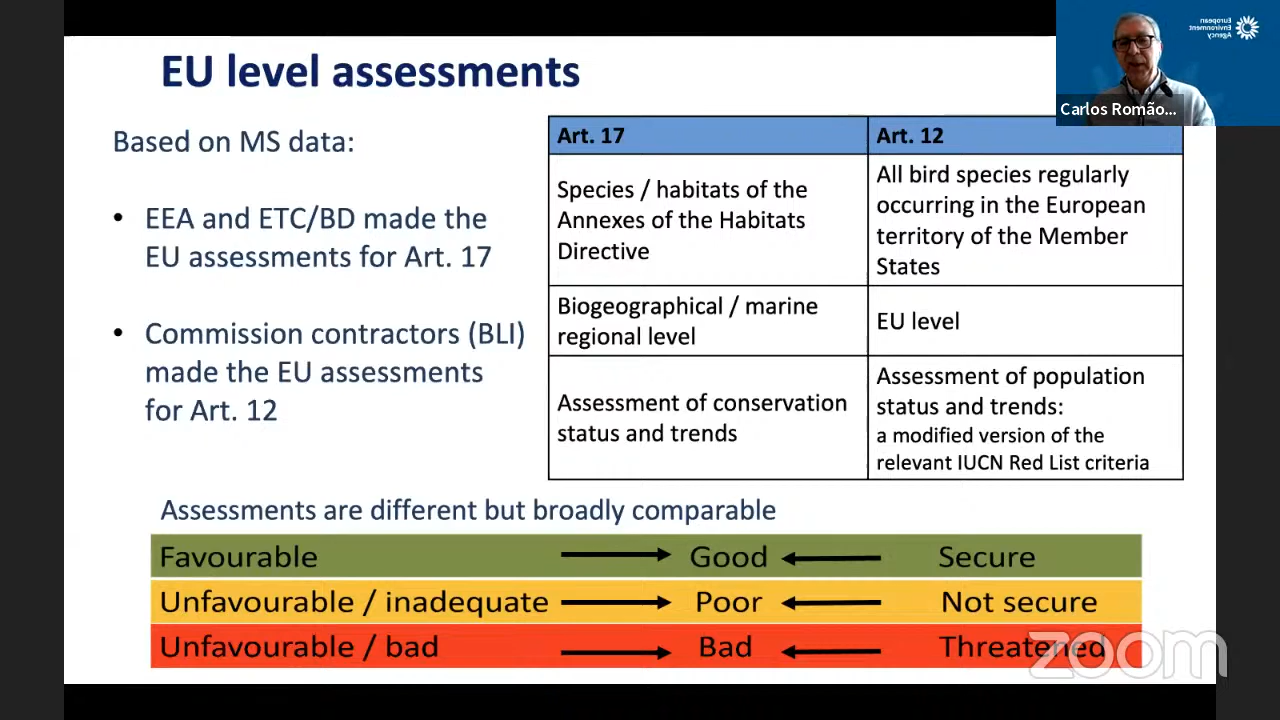 EU level assessments
European
Environment
Agency
Carlos Romão...
Based on MS data:
• EEA and ETC/BD made the
EU assessments for Art. 17
• Commission contractors (BLI)
made the EU assessments
for Art. 12
Art. 17
Art. 12
Species / habitats of the
Annexes of the Habitats
Directive
All bird species regularly
occurring in the European
territory of the Member
States
Biogeographical / marine
regional level
EU level
Assessment of conservation
status and trends
Assessment of population
status and trends:
a modified version of the
relevant IUCN Red List criteria
Assessments are different but broadly comparable
Favourable Good Secure
Unfavourable / inadequate Poor Not secure
Unfavourable / bad Bad Threatened
zoom